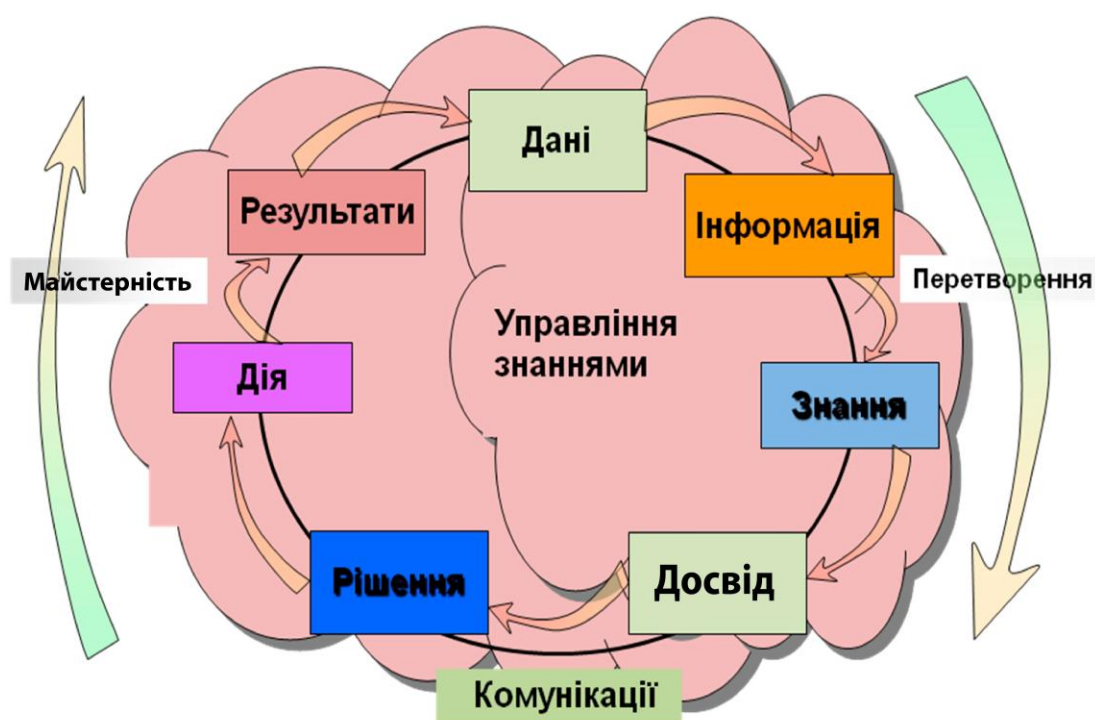 Дані
Результати
Інформація
Майстерність
Перетворення
Управління
знаннями
Дія
Знання
Рішення
Досвід
Комунікації